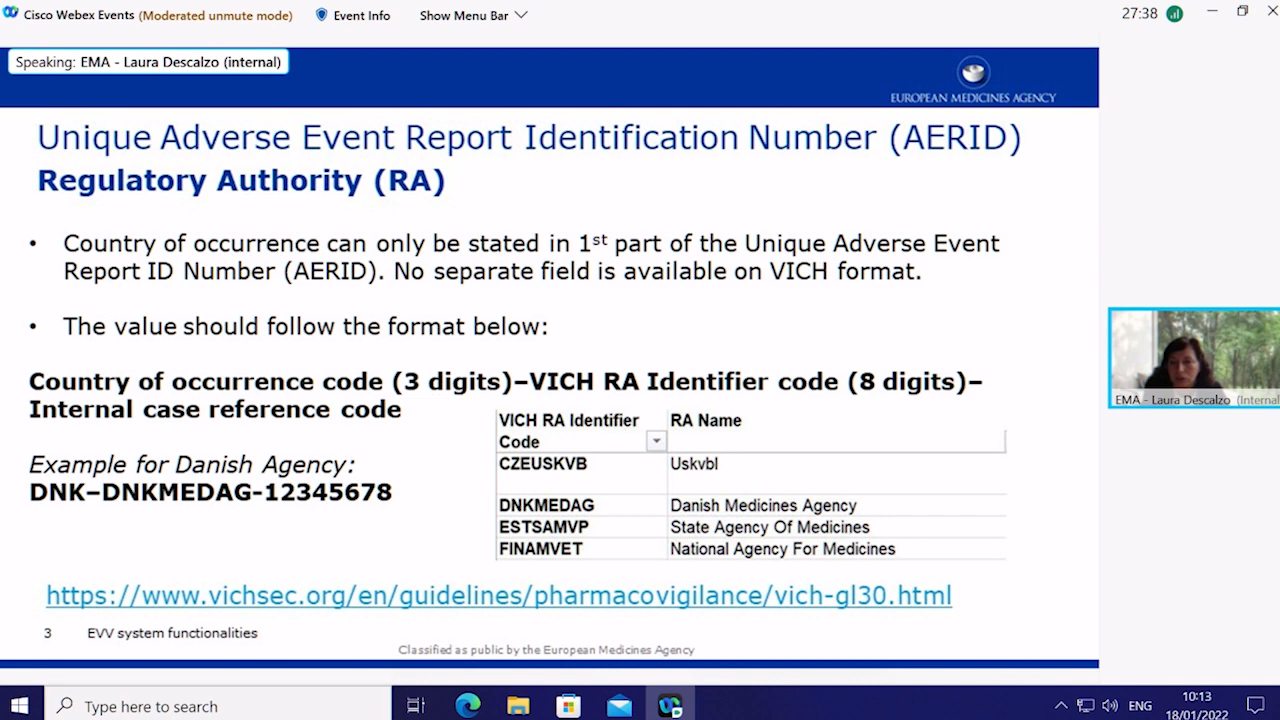 Cisco Webex Events (Moderated unmute mode) Event Info Show Menu Bar 27:38
Speaking: EMA - Laura Descalzo (internal)
EUROPEAN MEDICINES AGENCY
Unique Adverse Event Report Identification Number (AERID)
Regulatory Authority (RA)
• Country of occurrence can only be stated in 1st part of the Unique Adverse Event
Report ID Number (AERID). No separate field is available on VICH format.
• The value should follow the format below:
Country of occurrence code (3 digits)–VICH RA Identifier code (8 digits)–
Internal case reference code
VICH RA Identifier RA Name
Code
CZEUSKVB Uskvbl
Example for Danish Agency:
DNK–DNKMEDAG-12345678
DNKMEDAG Danish Medicines Agency
ESTSAMVP State Agency Of Medicines
FINAMVET National Agency For Medicines
https://www.vichsec.org/en/guidelines/pharmacovigilance/vich-gl30.html
3 EVV system functionalities
Classified as public by the European Medicines Agency
EMA - Laura Descalzo (Internal
Type here to search
ENG
10:13
18/01/2022